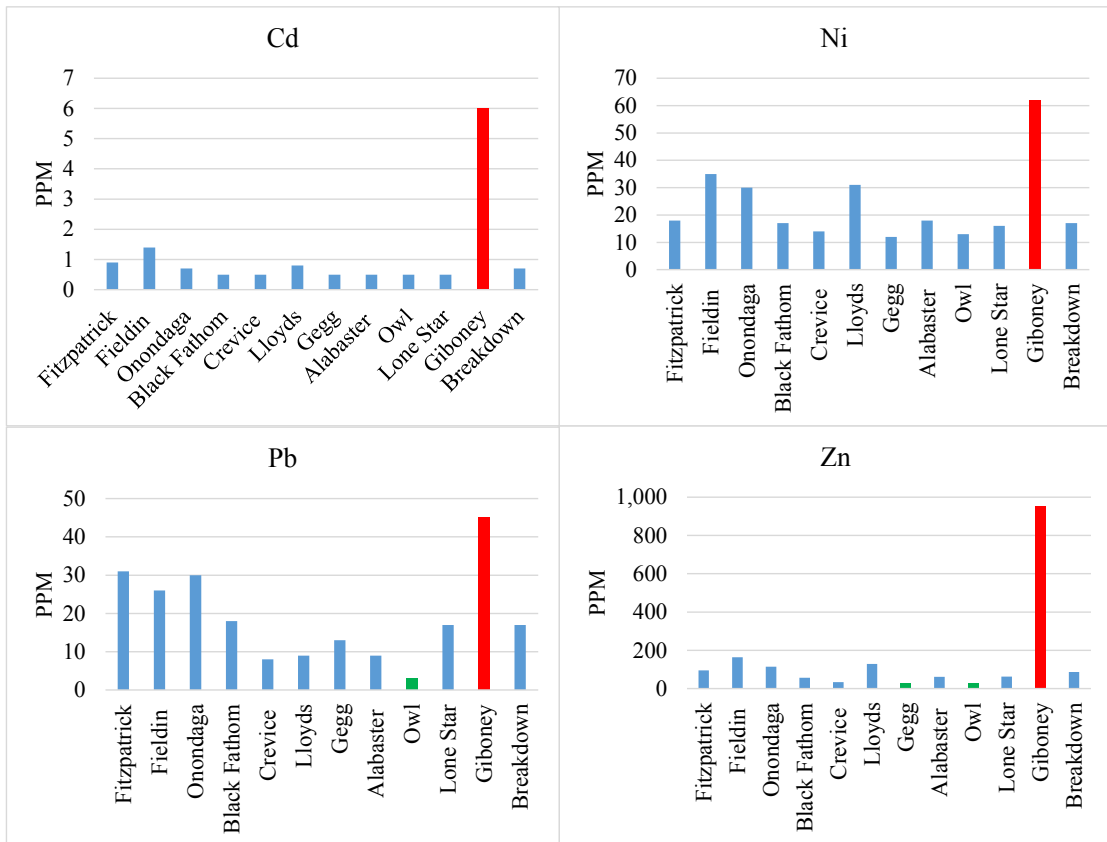 Cd
PPM
7
6
5
4
3
2
1
0
Fitzpatrick
Fieldin
Onondaga
Black Fathom
Crevice
Lloyds
Gegg
Alabaster
Owl
Lone Star
Giboney
Breakdown
Ni
PPM
70
60
50
40
30
20
10
0
Fitzpatrick
Fieldin
Onondaga
Black Fathom
Crevice
Lloyds
Gegg
Alabaster
Owl
Lone Star
Giboney
Breakdown
Pb
PPM
50
40
30
20
10
0
Fitzpatrick
Fieldin
Onondaga
Black Fathom
Crevice
Lloyds
Gegg
Alabaster
Owl
Lone Star
Giboney
Breakdown
Zn
PPM
1,000
800
600
400
200
0
Fitzpatrick
Fieldin
Onondaga
Black Fathom
Crevice
Lloyds
Gegg
Alabaster
Owl
Lone Star
Giboney
Breakdown